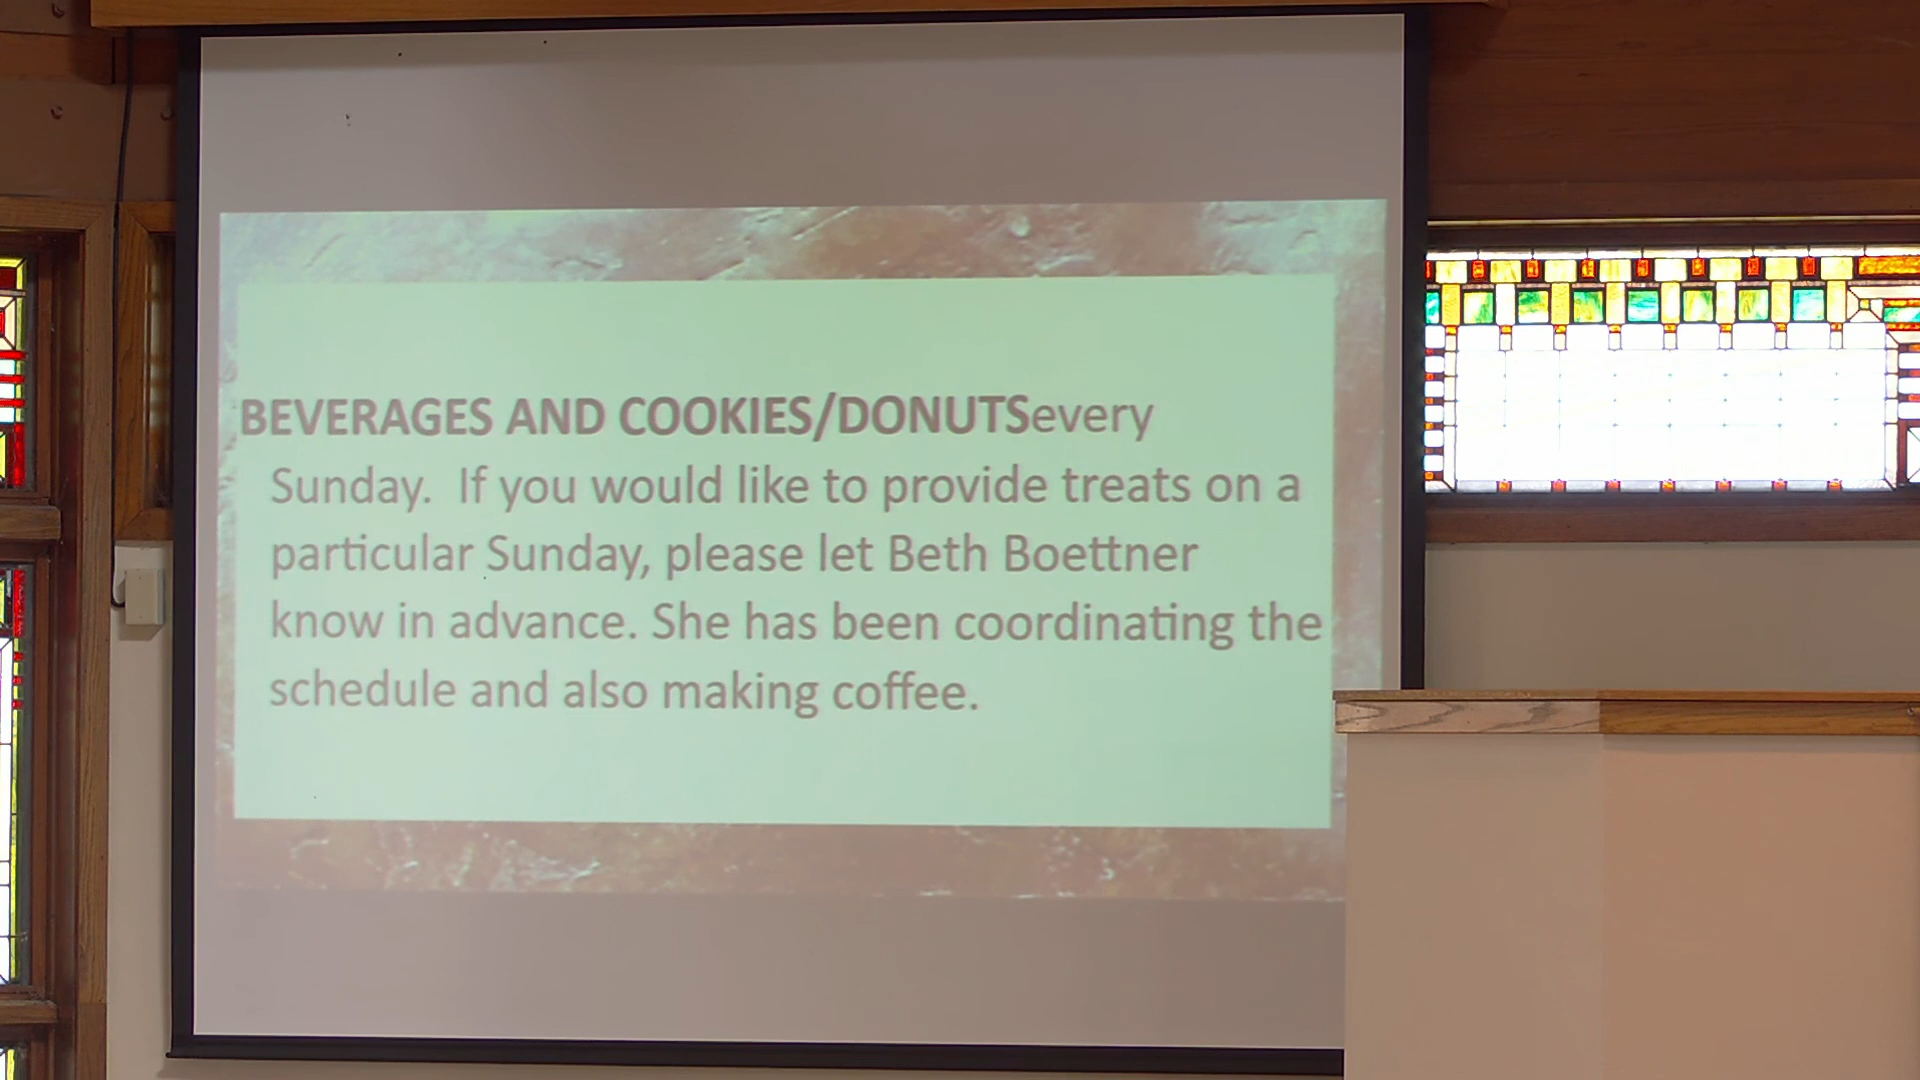 BEVERAGES AND COOKIES/DONUTSevery
Sunday.  If you would like to provide treats on a
particular Sunday, please let Beth Boettner
know in advance. She has been coordinating the
schedule and also making coffee.